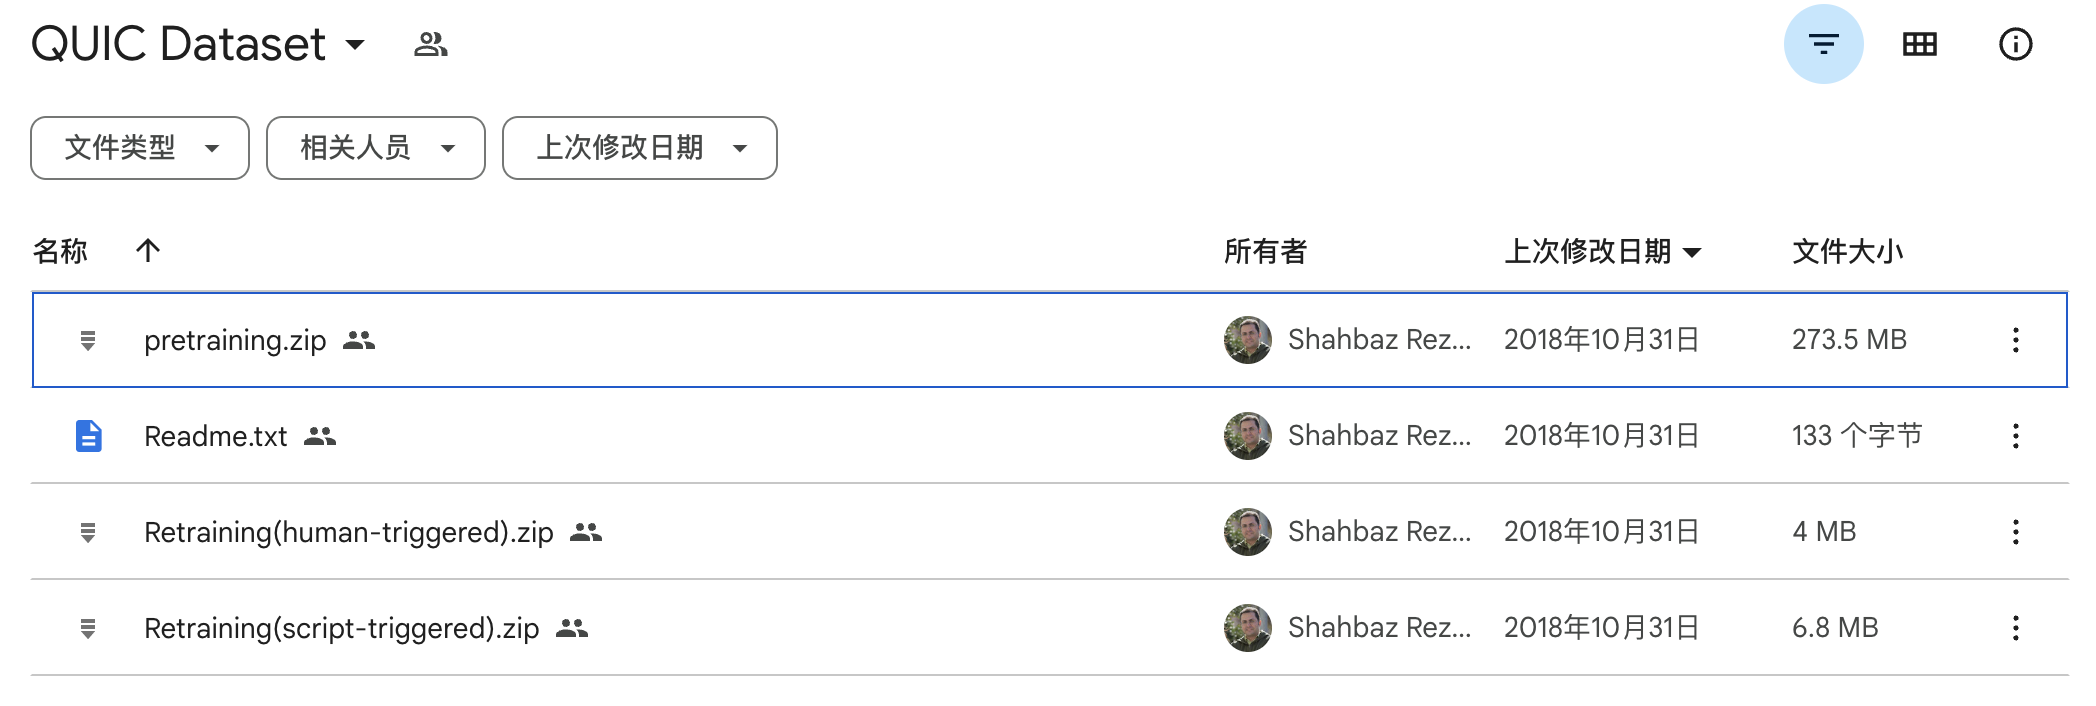 QUIC Dataset
文件类型 相关人员 上次修改日期
名称 所有者 上次修改日期 文件大小
pretraining.zip Shahbaz Rez... 2018年10月31日 273.5 MB
Readme.txt Shahbaz Rez... 2018年10月31日 133 个字节
Retraining(human-triggered).zip Shahbaz Rez... 2018年10月31日 4 MB
Retraining(script-triggered).zip Shahbaz Rez... 2018年10月31日 6.8 MB